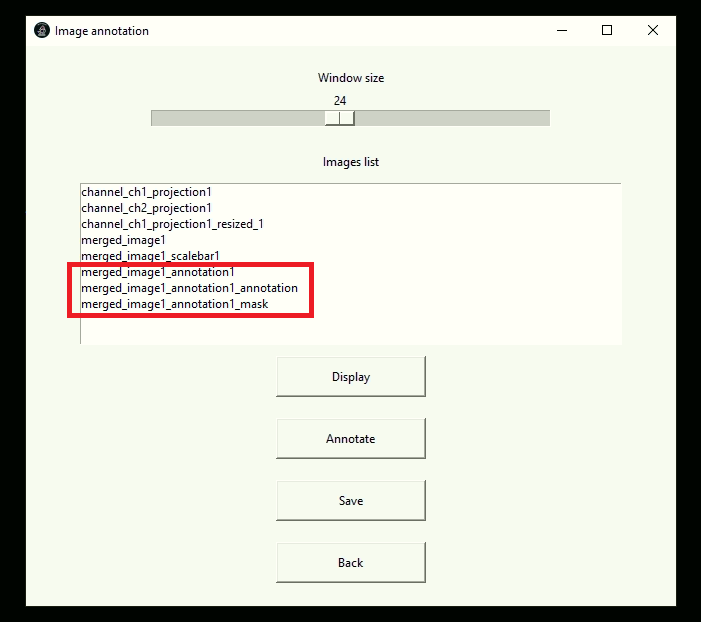 Image annotation
Window size
24
Images list
channel_ch1_projection1
channel_ch2_projection1
channel_ch1_projection1_resized_1
merged_image1
merged_image1_scalebar1
merged_image1_annotation1
merged_image1_annotation1_annotation
merged_image1_annotation1_mask
Display
Annotate
Save
Back